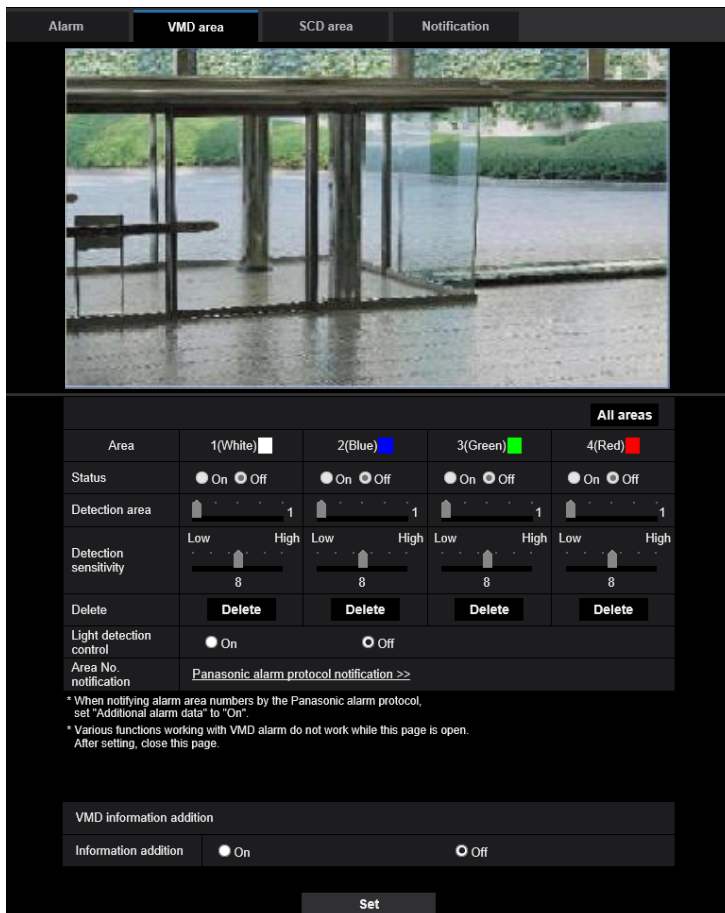 Alarm VMD area SCD area Notification
All areas
Area 1(White) 2(Blue) 3(Green) 4(Red)
Status On Off On Off On Off On Off
Detection area 1 1 1 1
Low High Low High Low High Low High
Detection
sensitivity
8 8 8 8
Delete Delete Delete Delete Delete
Light detection
control On Off
Area No.
notification Panasonic alarm protocol notification >>
* When notifying alarm area numbers by the Panasonic alarm protocol,
set "Additional alarm data" to "On".
* Various functions working with VMD alarm do not work while this page is open.
After setting, close this page.
VMD information addition
Information addition On Off
Set